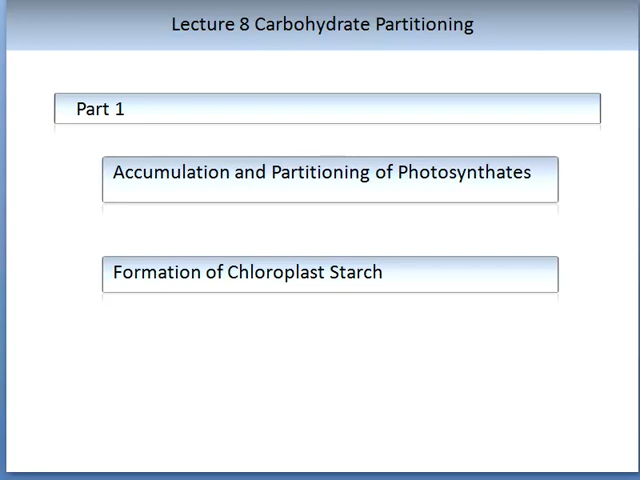 Lecture 8 Carbohydrate Partitioning
Part 1
Accumulation and Partitioning of Photosynthates
Formation of Chloroplast Starch